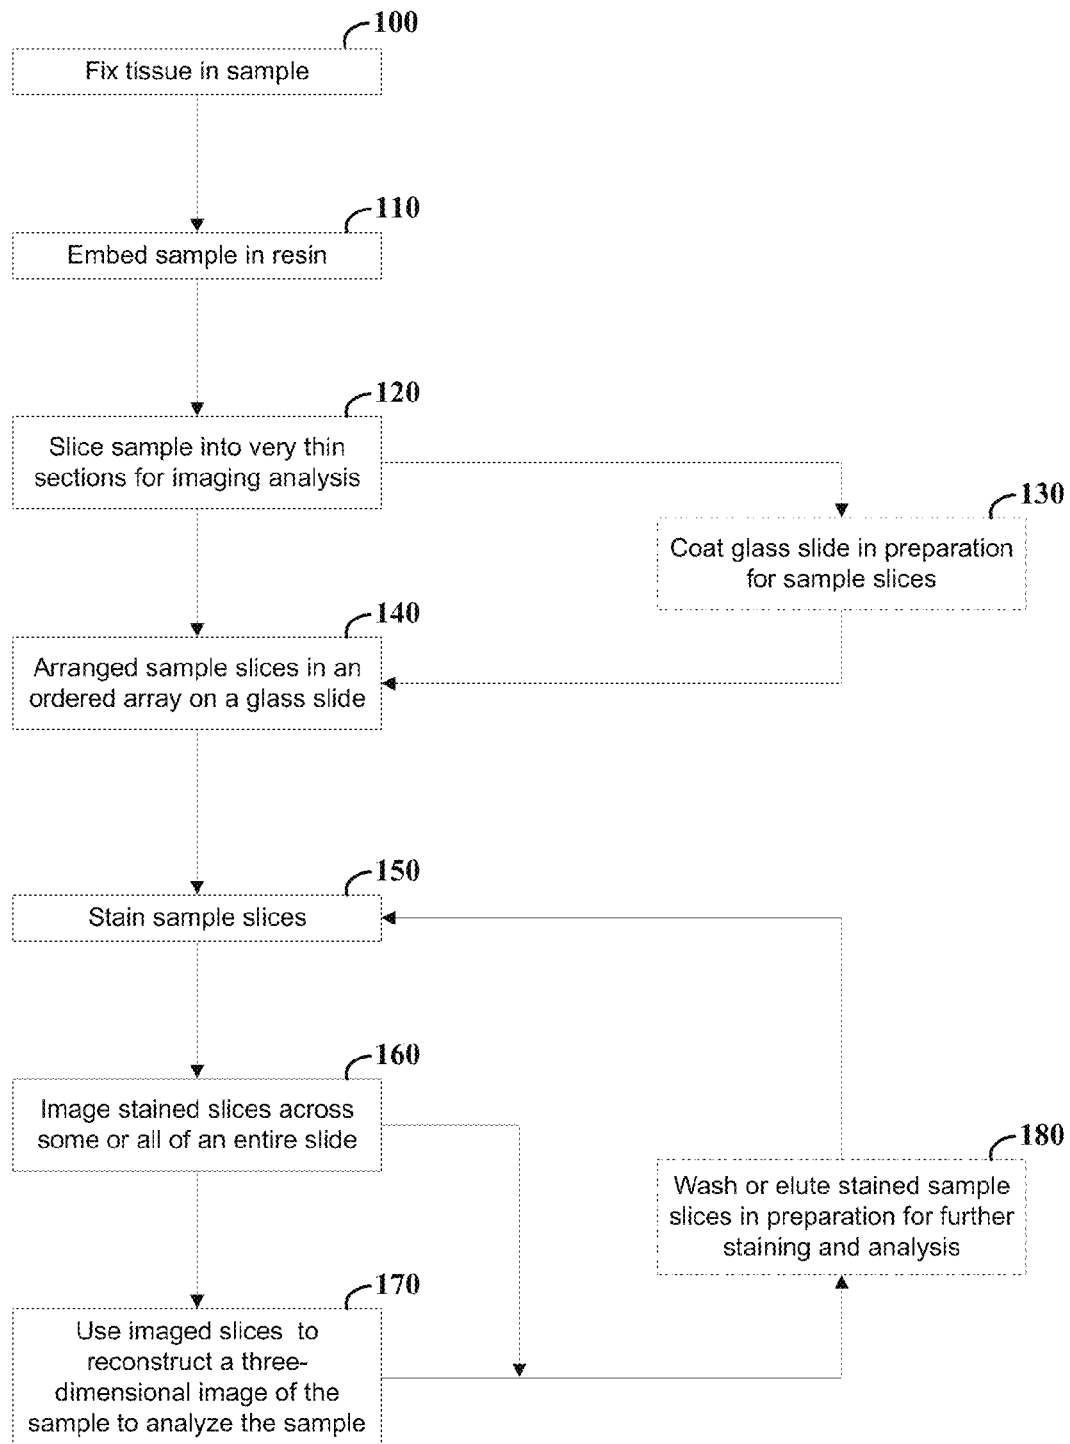 100
Fix tissue in sample
110
Embed sample in resin
120
Slice sample into very thin
sections for imaging analysis
130
Coat glass slide in preparation
for sample slices
140
Arranged sample slices in an
ordered array on a glass slide
150
Stain sample slices
160
Image stained slices across
some or all of an entire slide
180
Wash or elute stained sample
slices in preparation for further
staining and analysis
170
Use imaged slices to
reconstruct a three-
dimensional image of the
sample to analyze the sample